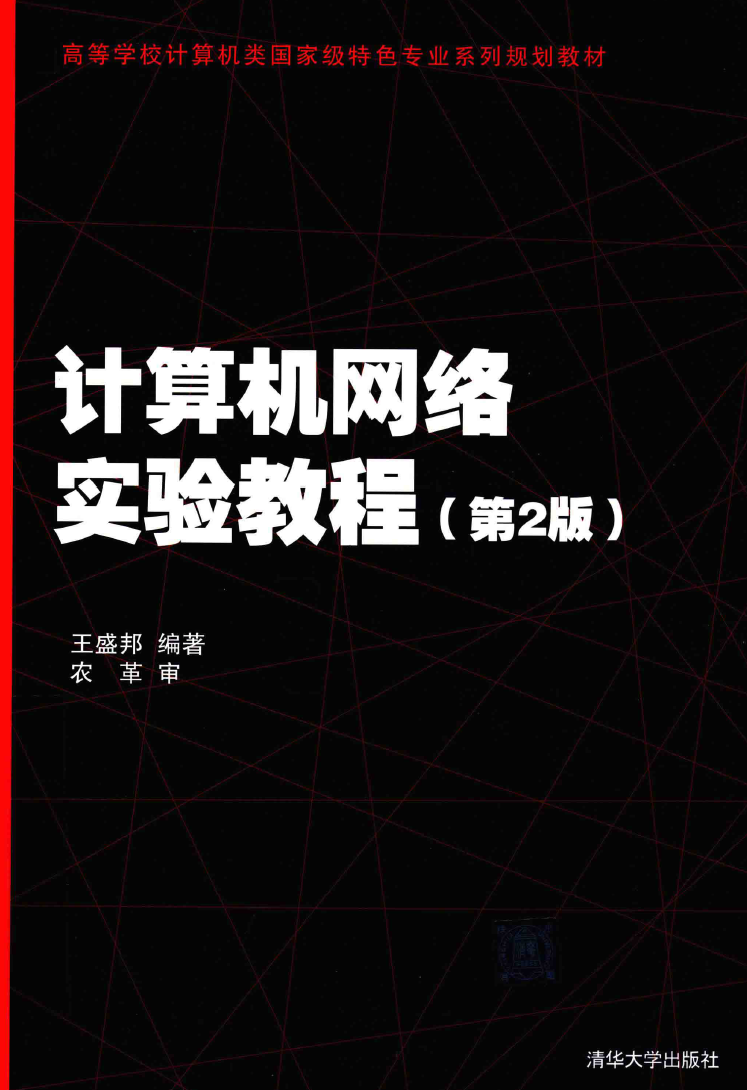 高等学校计算机类国家级特色专业系列规划教材
计算机网络
实验教程（第2版）
王盛邦 编著
农 革 审
清华大学出版社